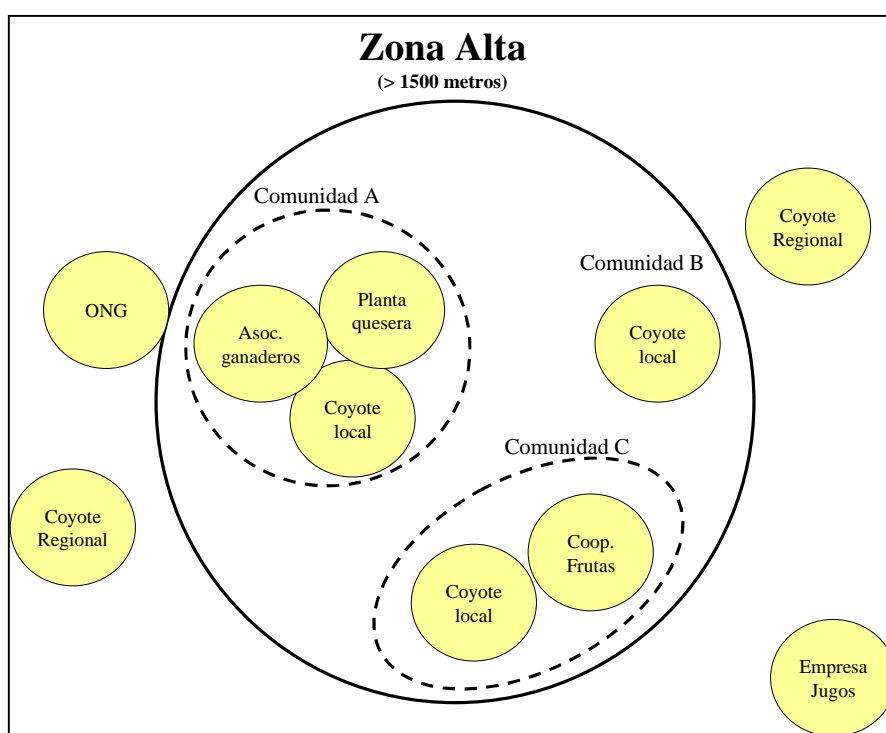 Zona Alta
(> 1500 metros)
Comunidad A
Coyote
Regional
Comunidad B
ONG
Planta
quesera
Asoc.
ganaderos
Coyote
local
Coyote
local
Comunidad C
Coyote
Regional
Coop.
Frutas
Coyote
local
Empresa
Jugos